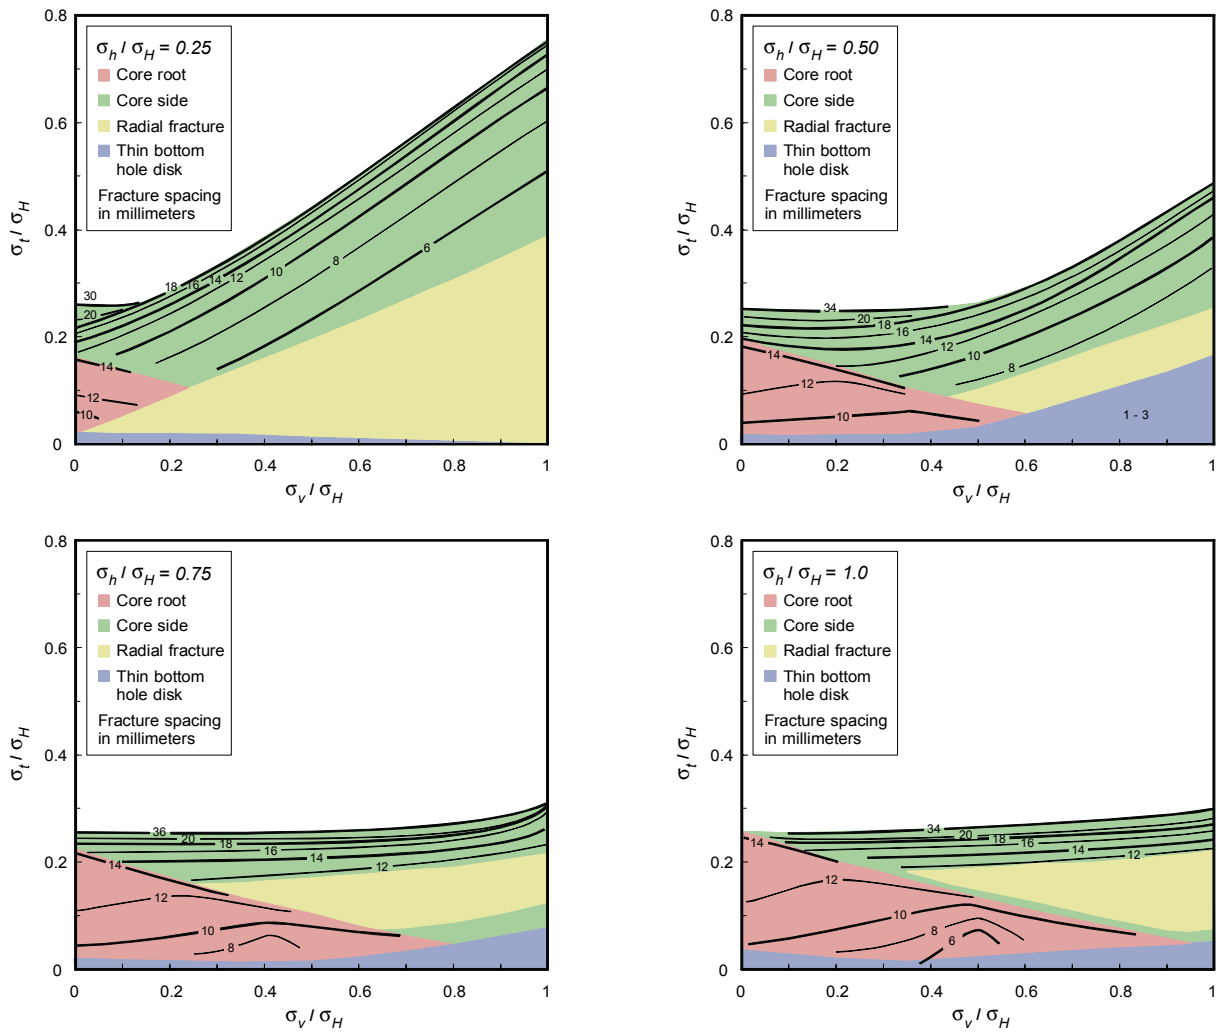 0.8
σh / σH = 0.25
Core root
Core side
Radial fracture
Thin bottom
hole disk
Fracture spacing
in millimeters
0.6
0.4
0.2
0
σt / σH
30
20
18
16
14
12
10
8
6
14
12
10
0
0.2
0.4
0.6
0.8
1
σv / σH
0.8
σh / σH = 0.50
Core root
Core side
Radial fracture
Thin bottom
hole disk
Fracture spacing
in millimeters
0.6
0.4
0.2
0
σt / σH
34
20
18
16
14
12
10
8
14
12
10
1 - 3
0
0.2
0.4
0.6
0.8
1
σv / σH
0.8
σh / σH = 0.75
Core root
Core side
Radial fracture
Thin bottom
hole disk
Fracture spacing
in millimeters
0.6
0.4
0.2
0
σt / σH
36
20
18
16
14
12
14
12
10
8
0
0.2
0.4
0.6
0.8
1
σv / σH
0.8
σh / σH = 1.0
Core root
Core side
Radial fracture
Thin bottom
hole disk
Fracture spacing
in millimeters
0.6
0.4
0.2
0
σt / σH
34
20
18
16
14
12
14
12
10
8
6
0
0.2
0.4
0.6
0.8
1
σv / σH